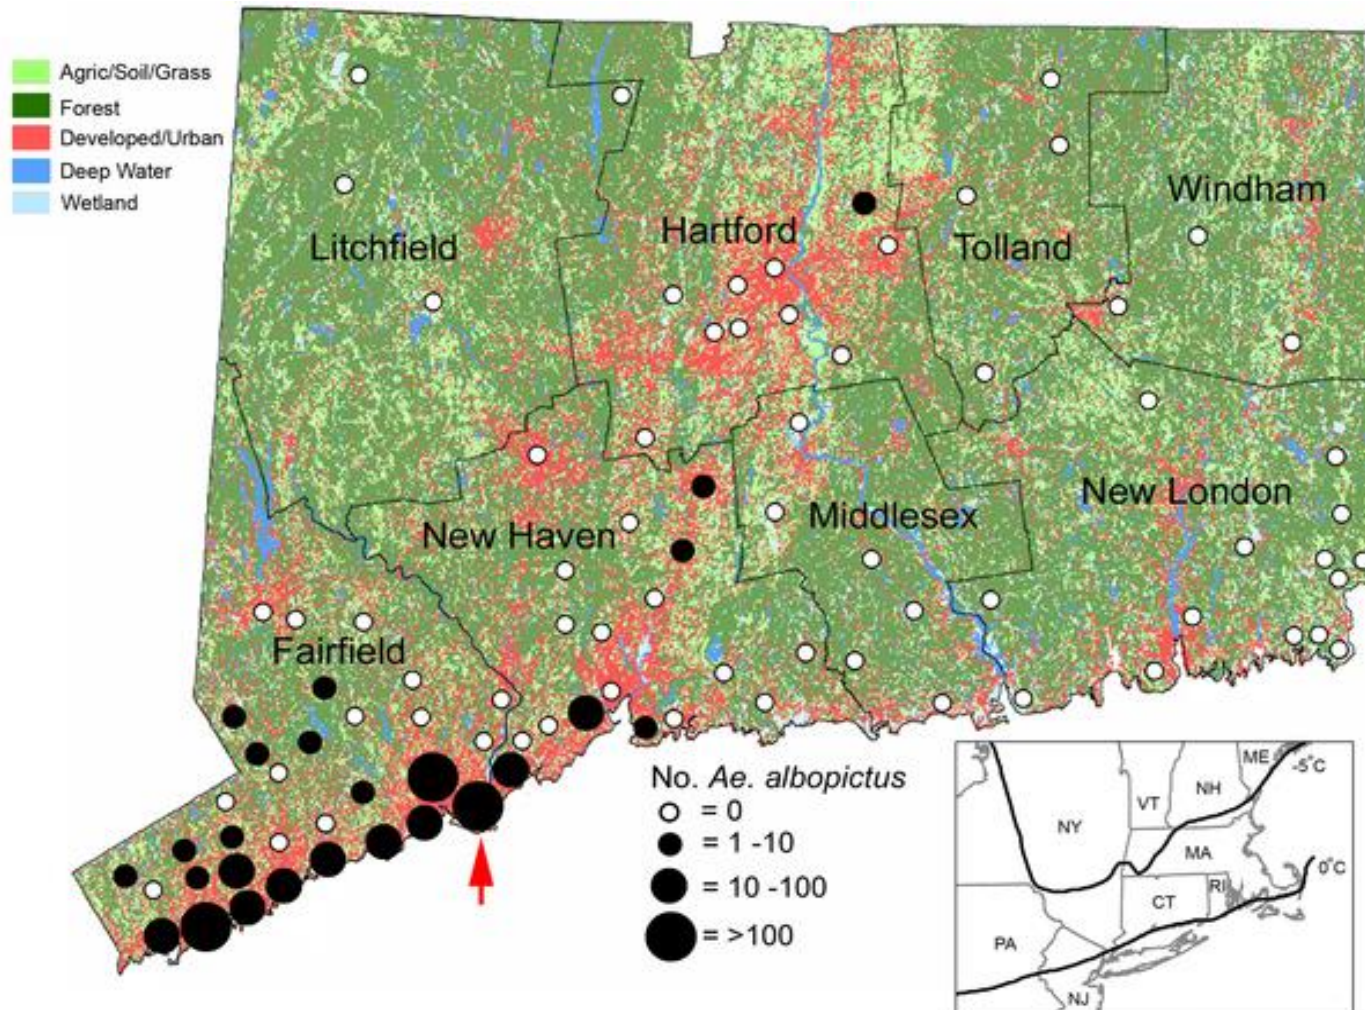 Agric/Soil/Grass
Forest
Developed/Urban
Deep Water
Wetland
Litchfield
Hartford
Tolland
Windham
New Haven
Middlesex
New London
Fairfield
No. Ae. albopictus
= 0
= 1 -10
= 10 -100
= >100
ME
-5°C
VT
NH
NY
MA
0°C
CT
RI
PA
NJ